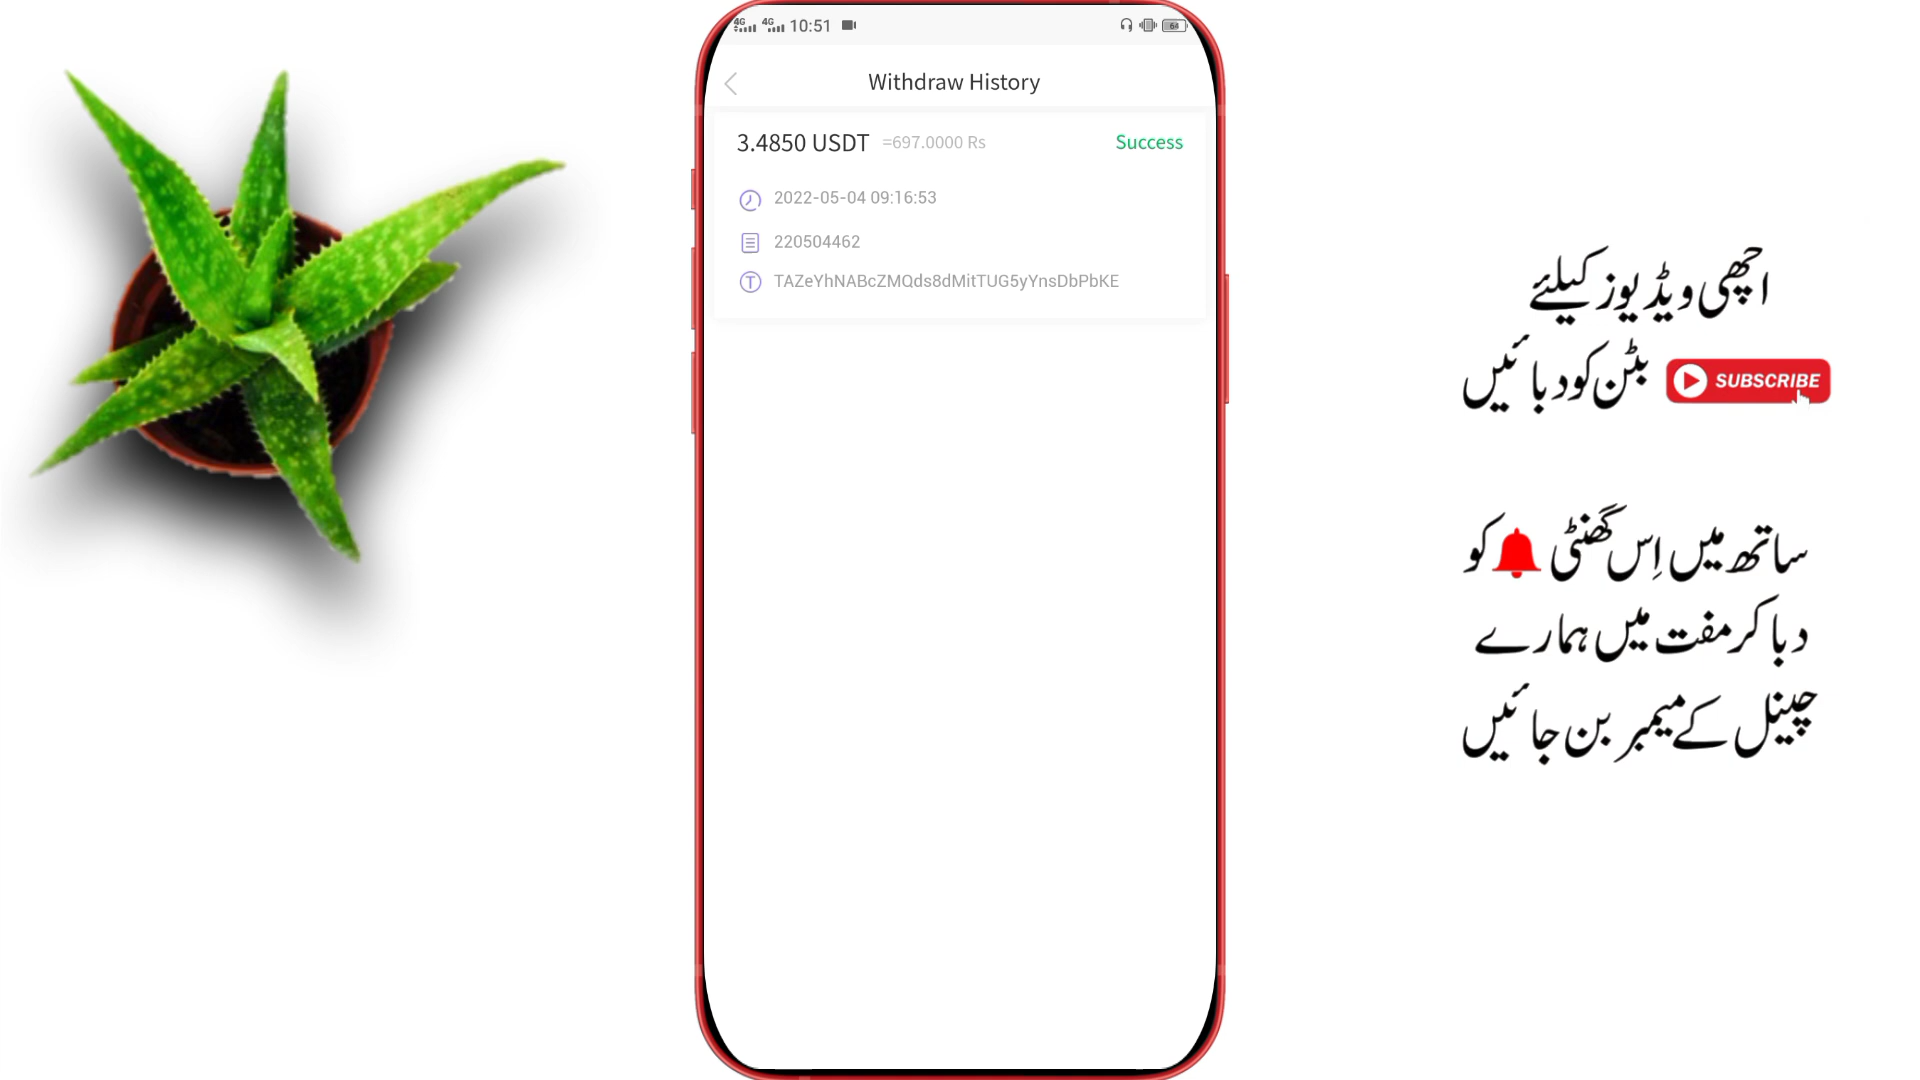 4G 4G 10:51 64
Withdraw History
3.4850 USDT =697.0000 Rs Success
2022-05-04 09:16:53
220504462
TAZeYhNABcZMQds8dMitTUG5yYnsDbPbKE
اچھی ویڈیوز کیلئے
SUBSCRIBE بٹن کو دبائیں
ساتھ میں اِس گھنٹی کو
دبا کر مفت میں ہمارے
چینل کے میمبر بن جائیں